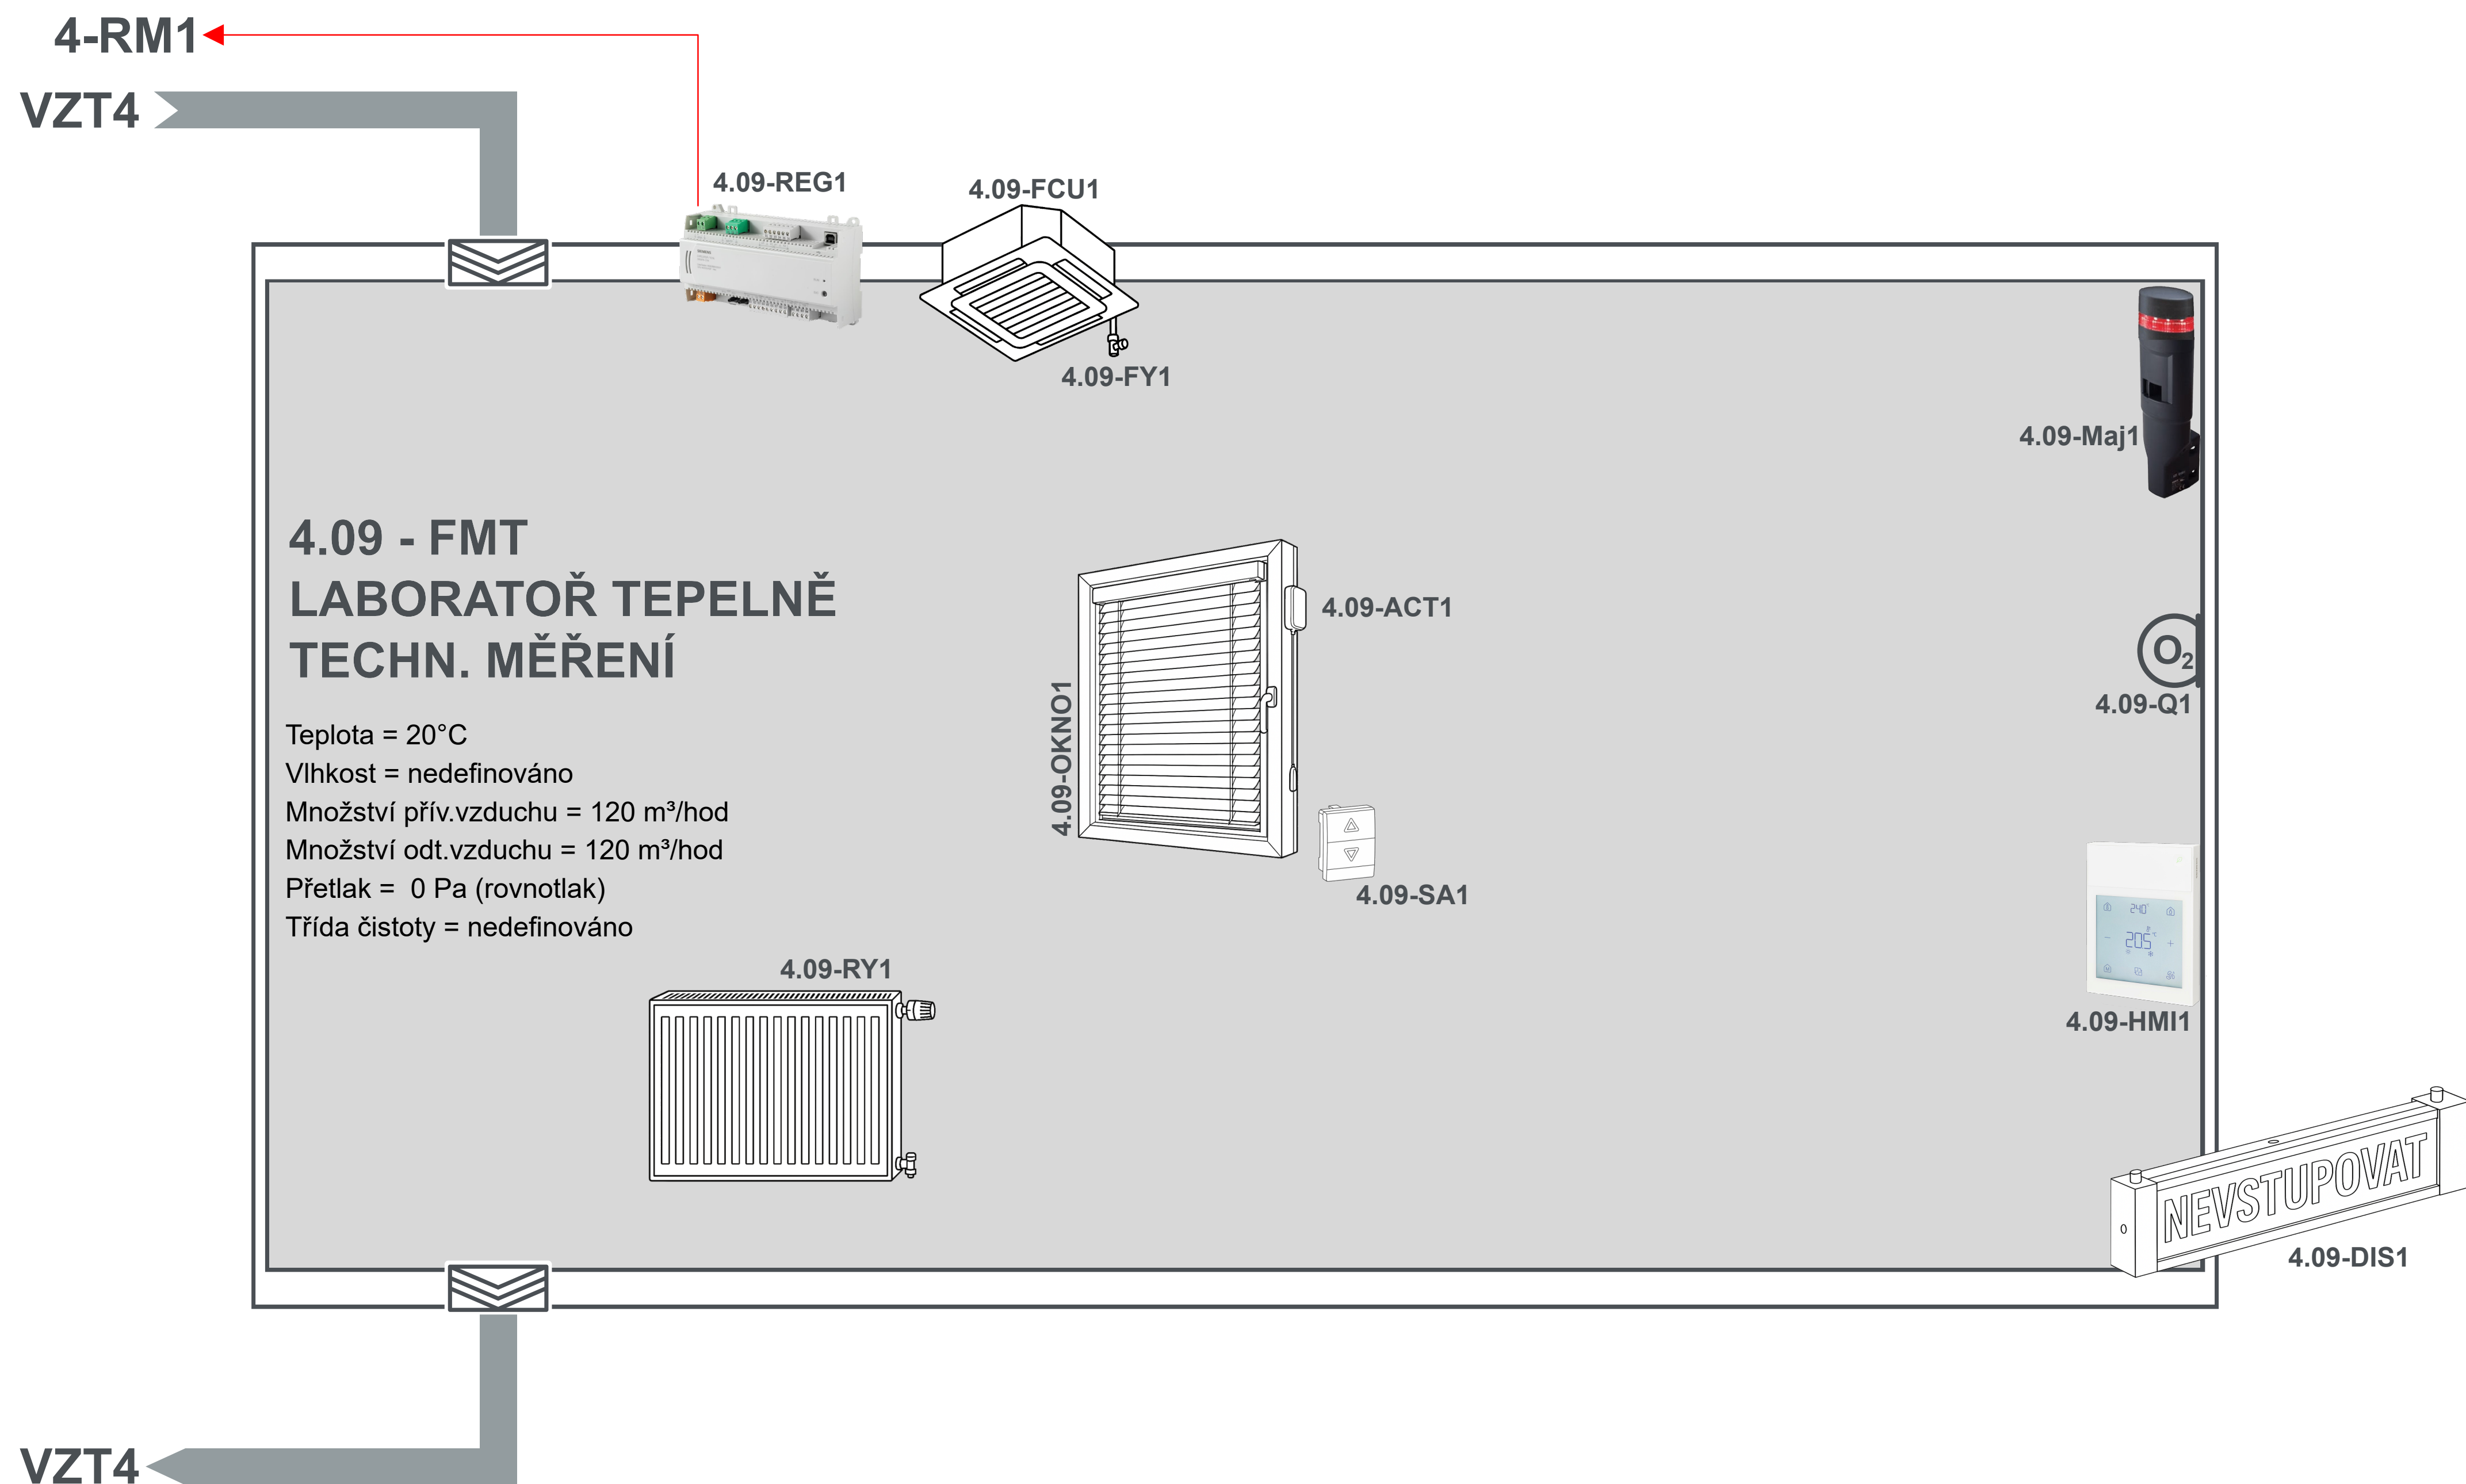 4-RM1
VZT4
4.09-REG1
4.09-FCU1
4.09-FY1
4.09-Maj1
4.09 - FMT
LABORATOŘ TEPELNĚ
TECHN. MĚŘENÍ
Teplota = 20°C
Vlhkost = nedefinováno
Množství přív.vzduchu = 120 m³/hod
Množství odt.vzduchu = 120 m³/hod
Přetlak =  0 Pa (rovnotlak)
Třída čistoty = nedefinováno
4.09-OKNO1
4.09-ACT1
4.09-SA1
O₂
4.09-Q1
240°
205
4.09-HMI1
4.09-RY1
NEVSTUPOVAT
4.09-DIS1
VZT4